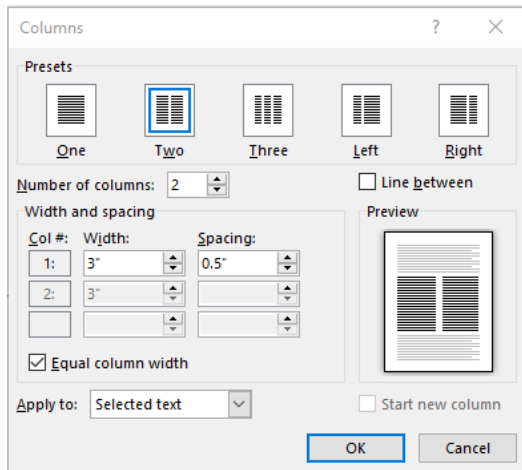 Columns ?
Presets
One Two Three Left Right
Number of columns: 2
Line between
Width and spacing
Preview
Col #: Width: Spacing:
1: 3" 0.5"
2: 3"
Equal column width
Apply to: Selected text
Start new column
OK Cancel